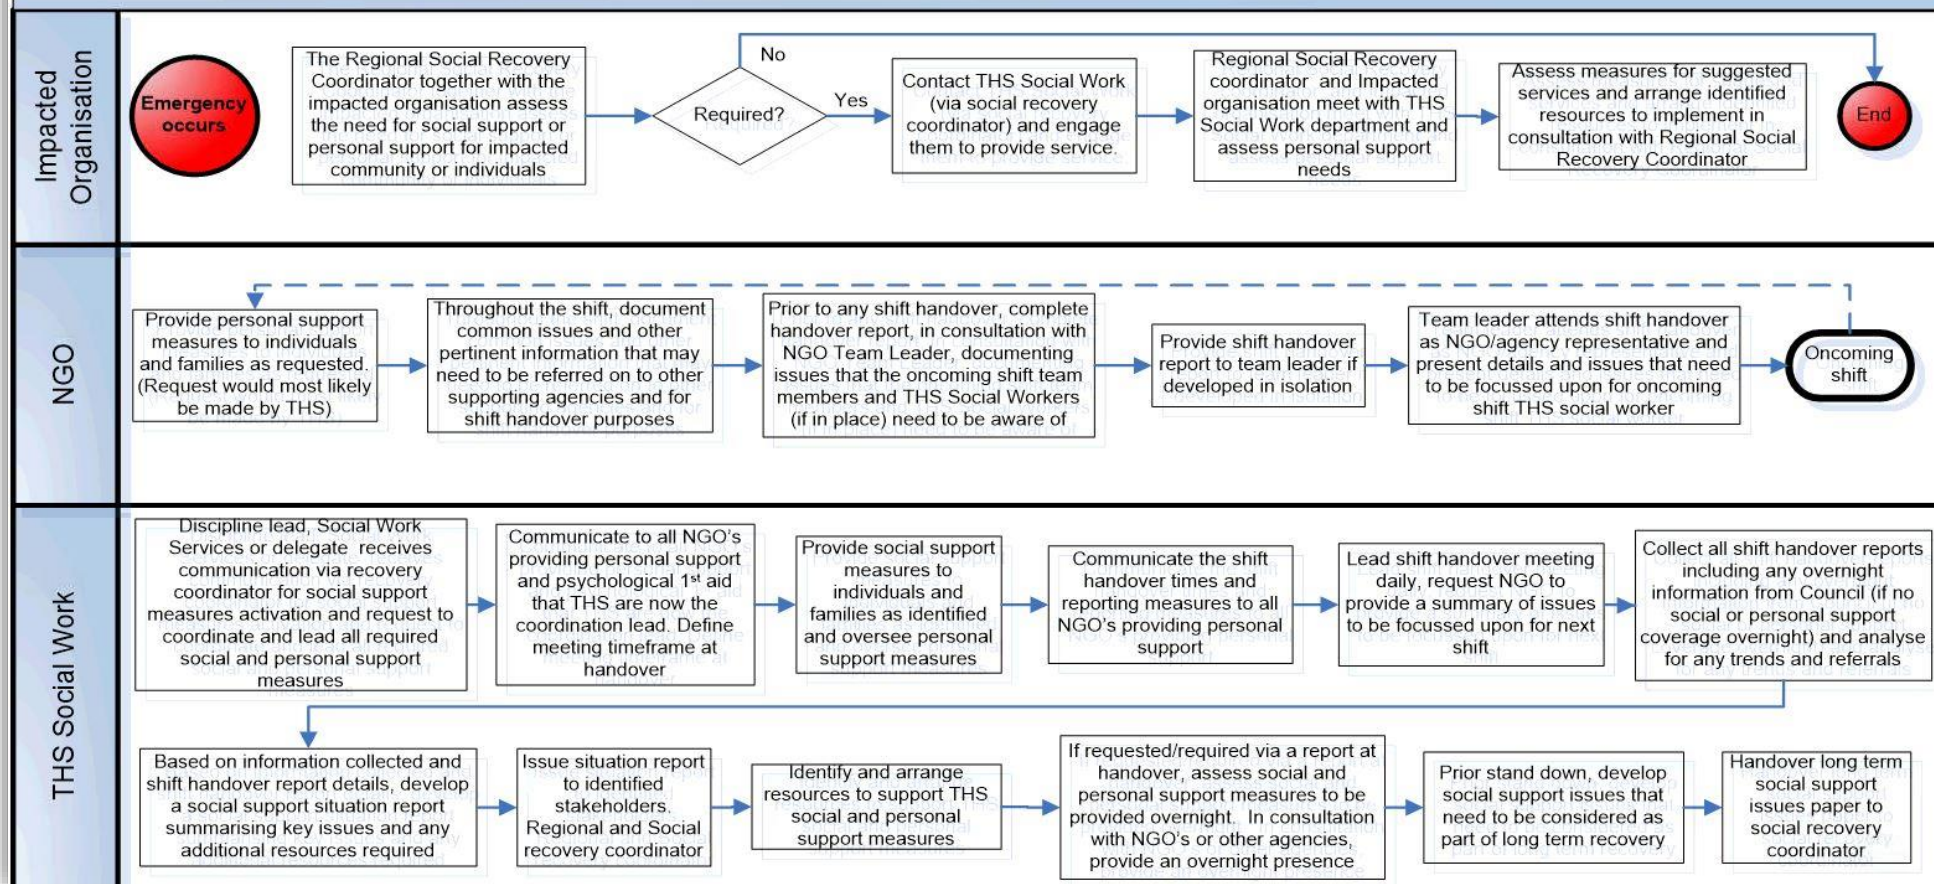 Impacted
Organisation
Emergency
occurs
The Regional Social Recovery
Coordinator together with the
impacted organisation assess
the need for social support or
personal support for impacted
community or individuals
Required?
No
Yes
Contact THS Social Work
(via social recovery
coordinator) and engage
them to provide service.
Regional Social Recovery
coordinator and Impacted
organisation meet with THS
Social Work department and
assess personal support
needs
Assess measures for suggested
services and arrange identified
resources to implement in
consultation with Regional Social
Recovery Coordinator
End
NGO
Provide personal support
measures to individuals
and families as requested.
(Request would most likely
be made by THS)
Throughout the shift, document
common issues and other
pertinent information that may
need to be referred on to other
supporting agencies and for
shift handover purposes
Prior to any shift handover, complete
handover report, in consultation with
NGO Team Leader, documenting
issues that the oncoming shift team
members and THS Social Workers
(if in place) need to be aware of
Provide shift handover
report to team leader if
developed in isolation
Team leader attends shift handover
as NGO/agency representative and
present details and issues that need
to be focussed upon for oncoming
shift THS social worker
Oncoming
shift
THS Social Work
Discipline lead, Social Work
Services or delegate receives
communication via recovery
coordinator for social support
measures activation and request to
coordinate and lead all required
social and personal support
measures
Communicate to all NGO's
providing personal support
and psychological 1st aid
that THS are now the
coordination lead. Define
meeting timeframe at
handover
Provide social support
measures to
individuals and
families as identified
and oversee personal
support measures
Communicate the shift
handover times and
reporting measures to all
NGO's providing personal
support
Lead shift handover meeting
daily, request NGO to
provide a summary of issues
to be focussed upon for next
shift
Collect all shift handover reports
including any overnight
information from Council (if no
social or personal support
coverage overnight) and analyse
for any trends and referrals
Based on information collected and
shift handover report details, develop
a social support situation report
summarising key issues and any
additional resources required
Issue situation report
to identified
stakeholders.
Regional and Social
recovery coordinator
Identify and arrange
resources to support THS
social and personal
support measures
If requested/required via a report at
handover, assess social and
personal support measures to be
provided overnight. In consultation
with NGO's or other agencies,
provide an overnight presence
Prior stand down, develop
social support issues that
need to be considered as
part of long term recovery
Handover long term
social support
issues paper to
social recovery
coordinator